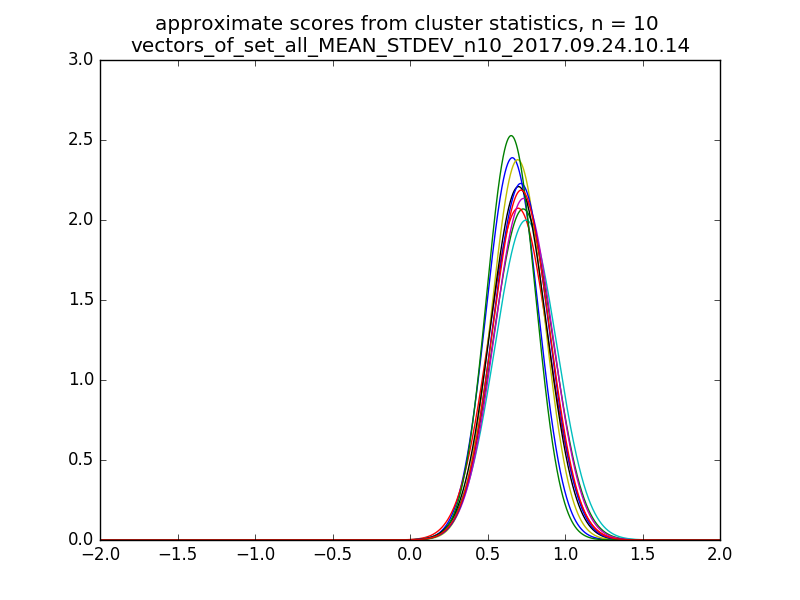 approximate scores from cluster statistics, n = 10
vectors_of_set_all_MEAN_STDEV_n10_2017.09.24.10.14
3.0
2.5
2.0
1.5
1.0
0.5
0.0
−2.0 −1.5 −1.0 −0.5 0.0 0.5 1.0 1.5 2.0